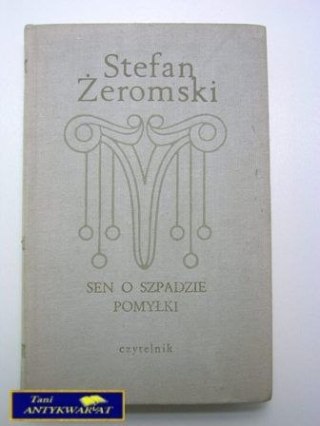 Stefan
Żeromski
SEN O SZPADZIE
POMYŁKI
czytelnik
Tani
ANTYKWARIAT